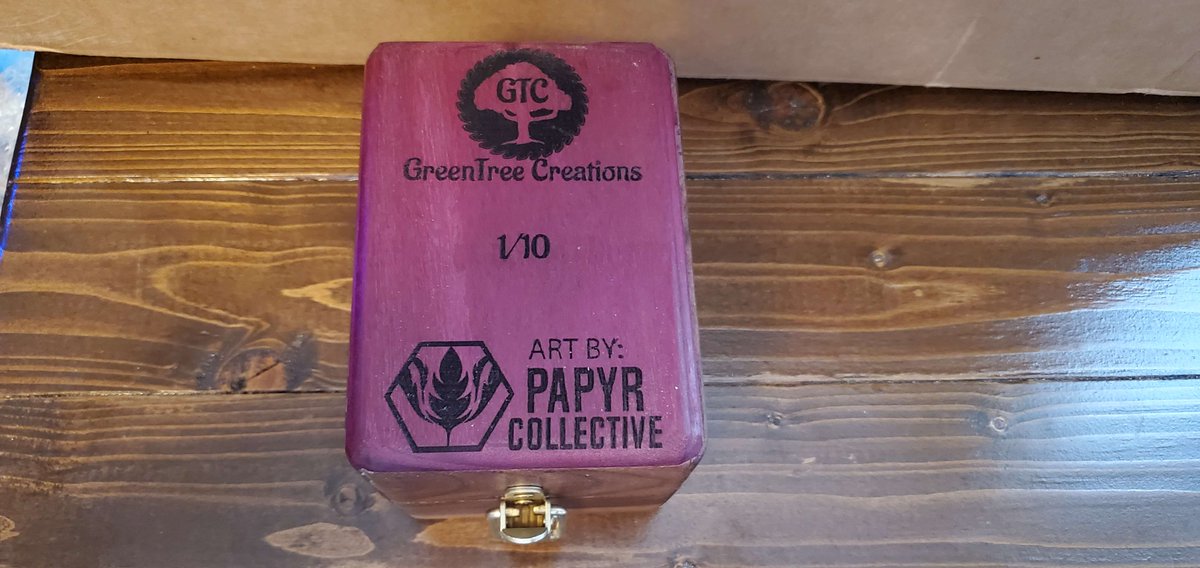 GTC
GreenTree Creations
1/10
ART BY:
PAPYR
COLLECTIVE